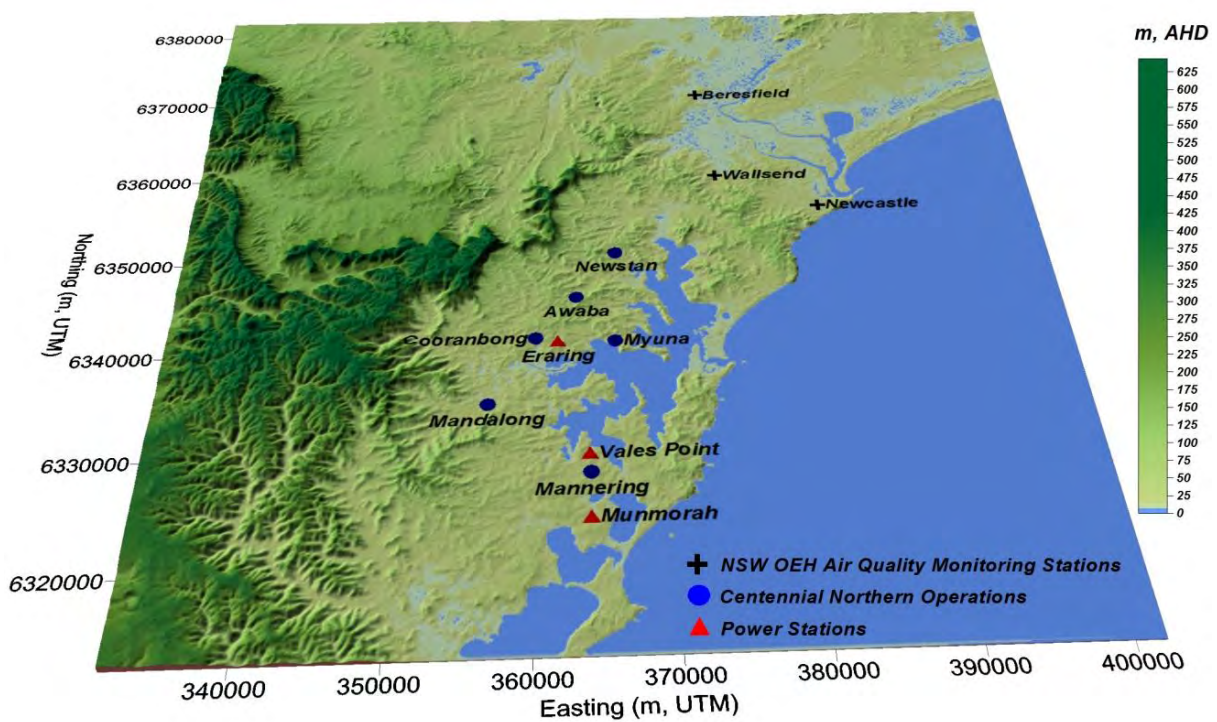 m, AHD
6380000
6370000
6360000
6350000
6340000
6330000
6320000
Northing (m, UTM)
Beresfield
Wallsend
Newcastle
Newstan
Awaba
Cooranbong
Eraring
Myuna
Mandalong
Vales Point
Mannering
Munmorah
NSW OEH Air Quality Monitoring Stations
Centennial Northern Operations
Power Stations
625
600
575
550
525
500
475
450
425
400
375
350
325
300
275
250
225
200
175
150
125
100
75
50
25
0
340000
350000
360000
370000
380000
390000
400000
Easting (m, UTM)